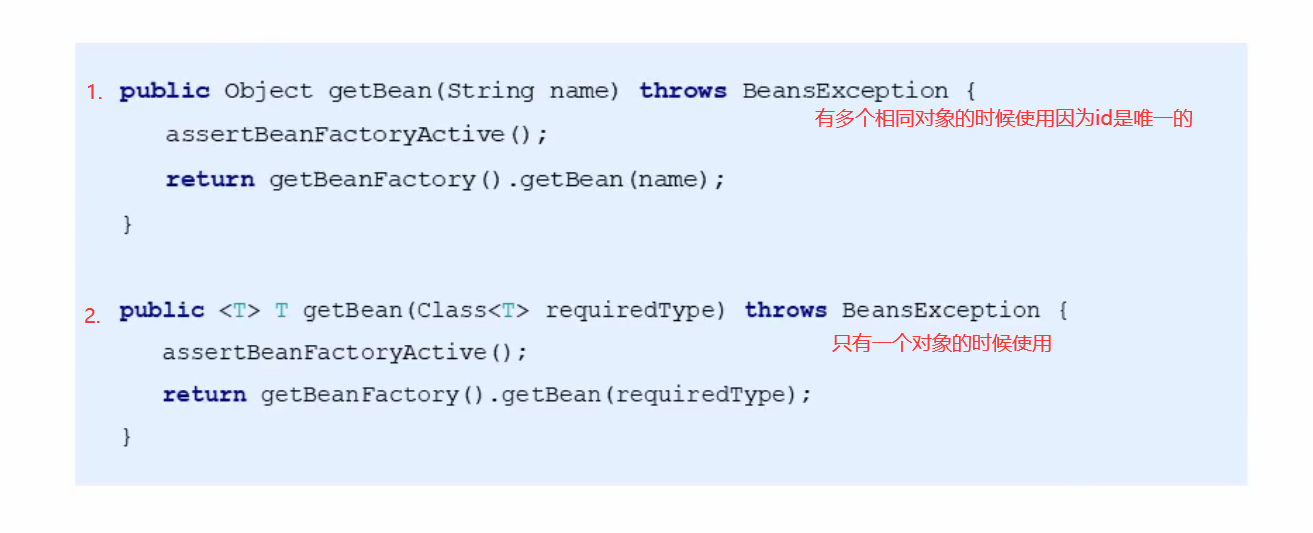 1. public Object getBean(String name) throws BeansException {
有多个相同对象的时候使用因为id是唯一的
assertBeanFactoryActive();
return getBeanFactory().getBean(name);
}
2. public <T> T getBean(Class<T> requiredType) throws BeansException {
只有一个对象的时候使用
assertBeanFactoryActive();
return getBeanFactory().getBean(requiredType);
}